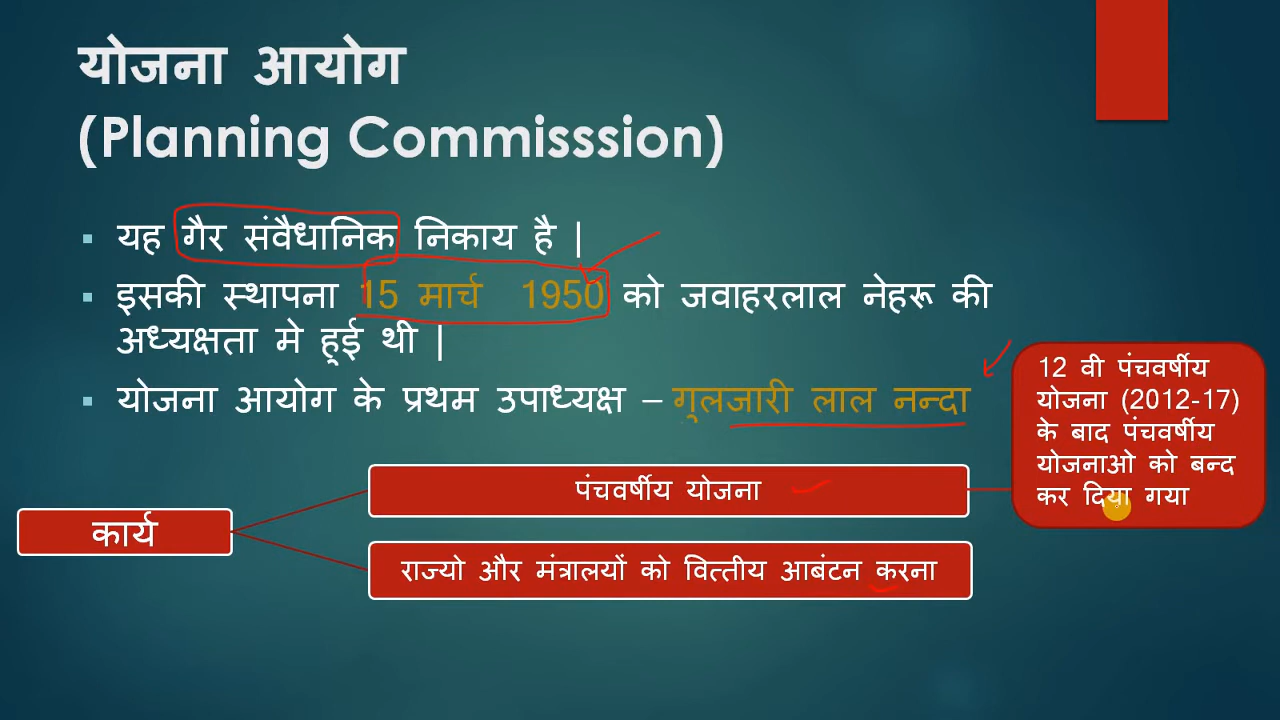 योजना आयोग
(Planning Commisssion)
यह गैर संवैधानिक निकाय है |
इसकी स्थापना 15 मार्च 1950 को जवाहरलाल नेहरू की
अध्यक्षता मे हुई थी |
योजना आयोग के प्रथम उपाध्यक्ष – गुलजारी लाल नन्दा
12 वी पंचवर्षीय
योजना (2012-17)
के बाद पंचवर्षीय
योजनाओ को बन्द
कर दिया गया
पंचवर्षीय योजना
कार्य
राज्यो और मंत्रालयों को वित्तीय आबंटन करना